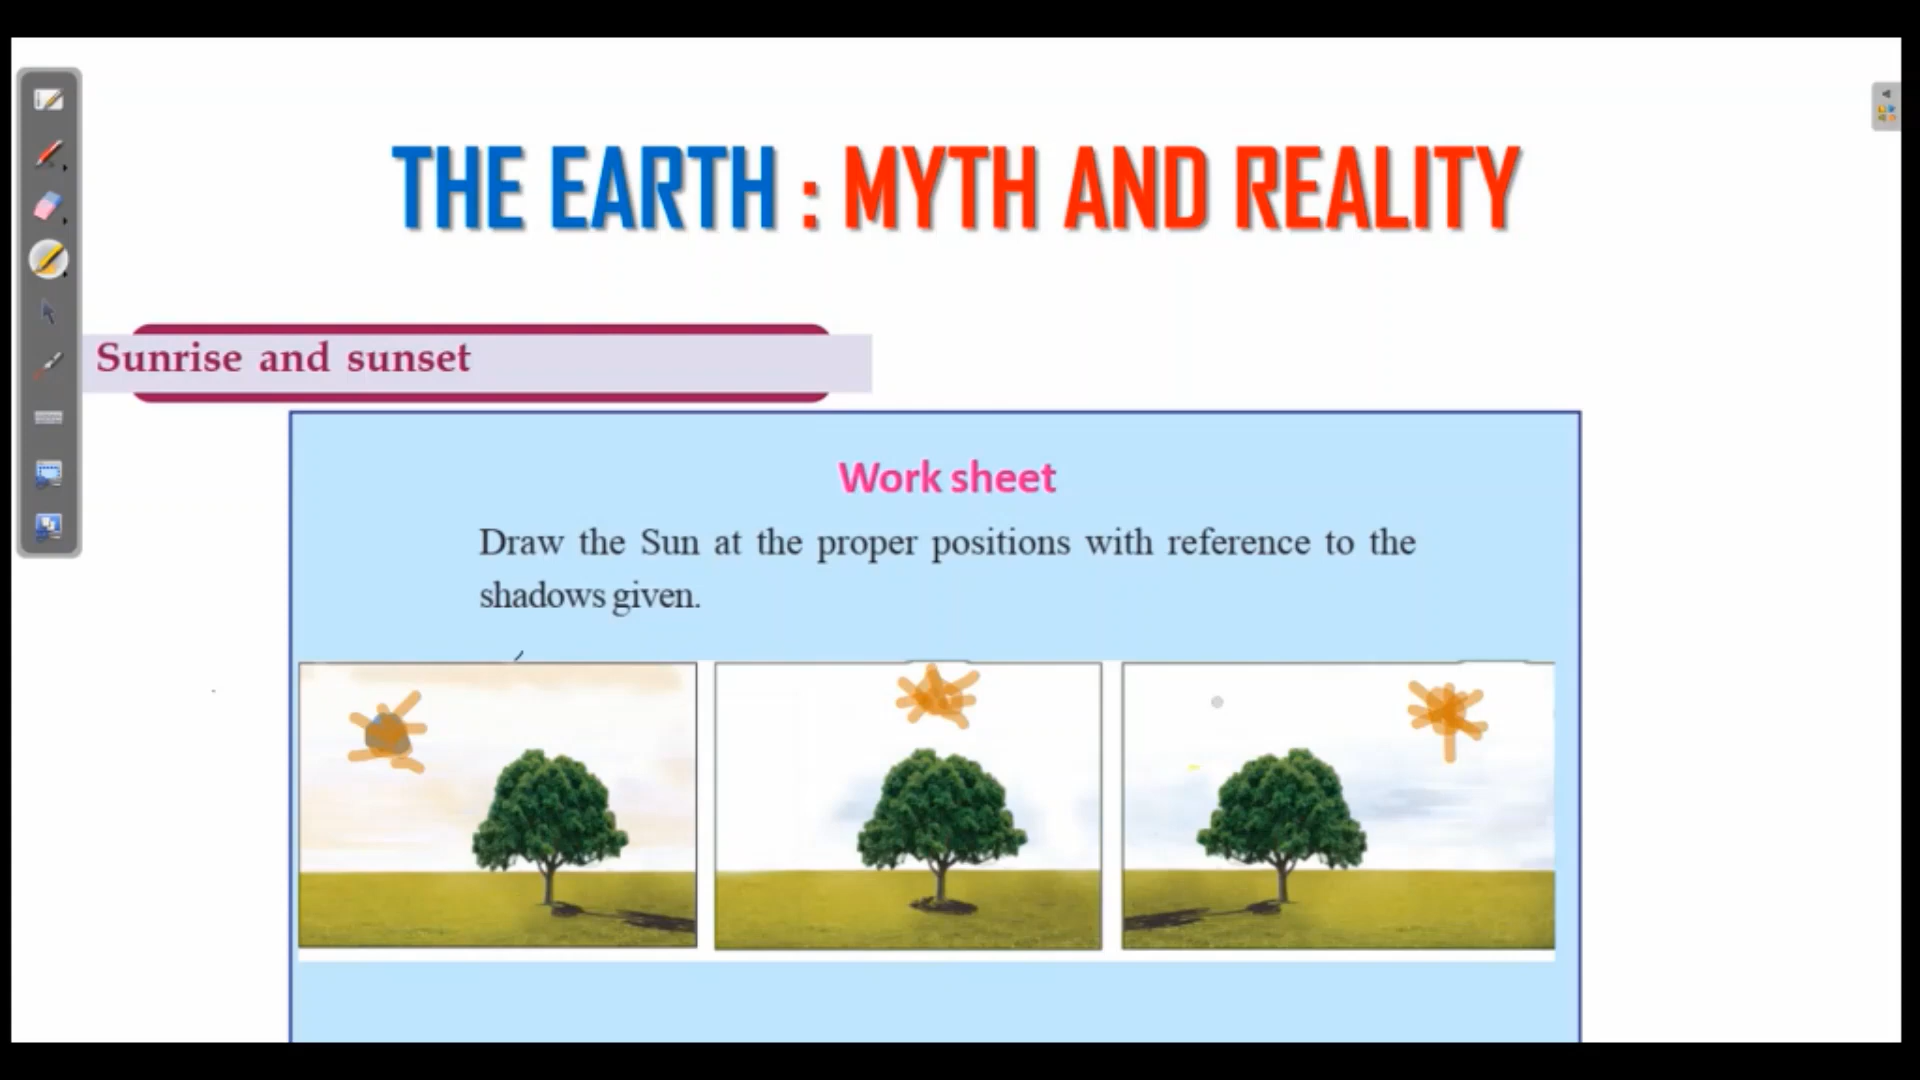 THE EARTH : MYTH AND REALITY
Sunrise and sunset
Work sheet
Draw the Sun at the proper positions with reference to the
shadows given.